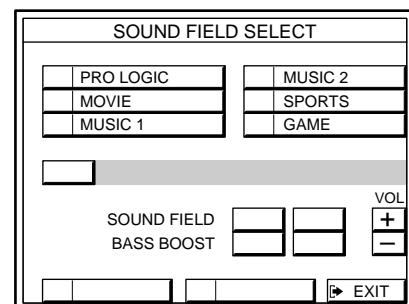 SOUND FIELD SELECT
PRO LOGIC
MUSIC 2
MOVIE
SPORTS
MUSIC 1
GAME
VOL
SOUND FIELD
+
BASS BOOST
−
EXIT